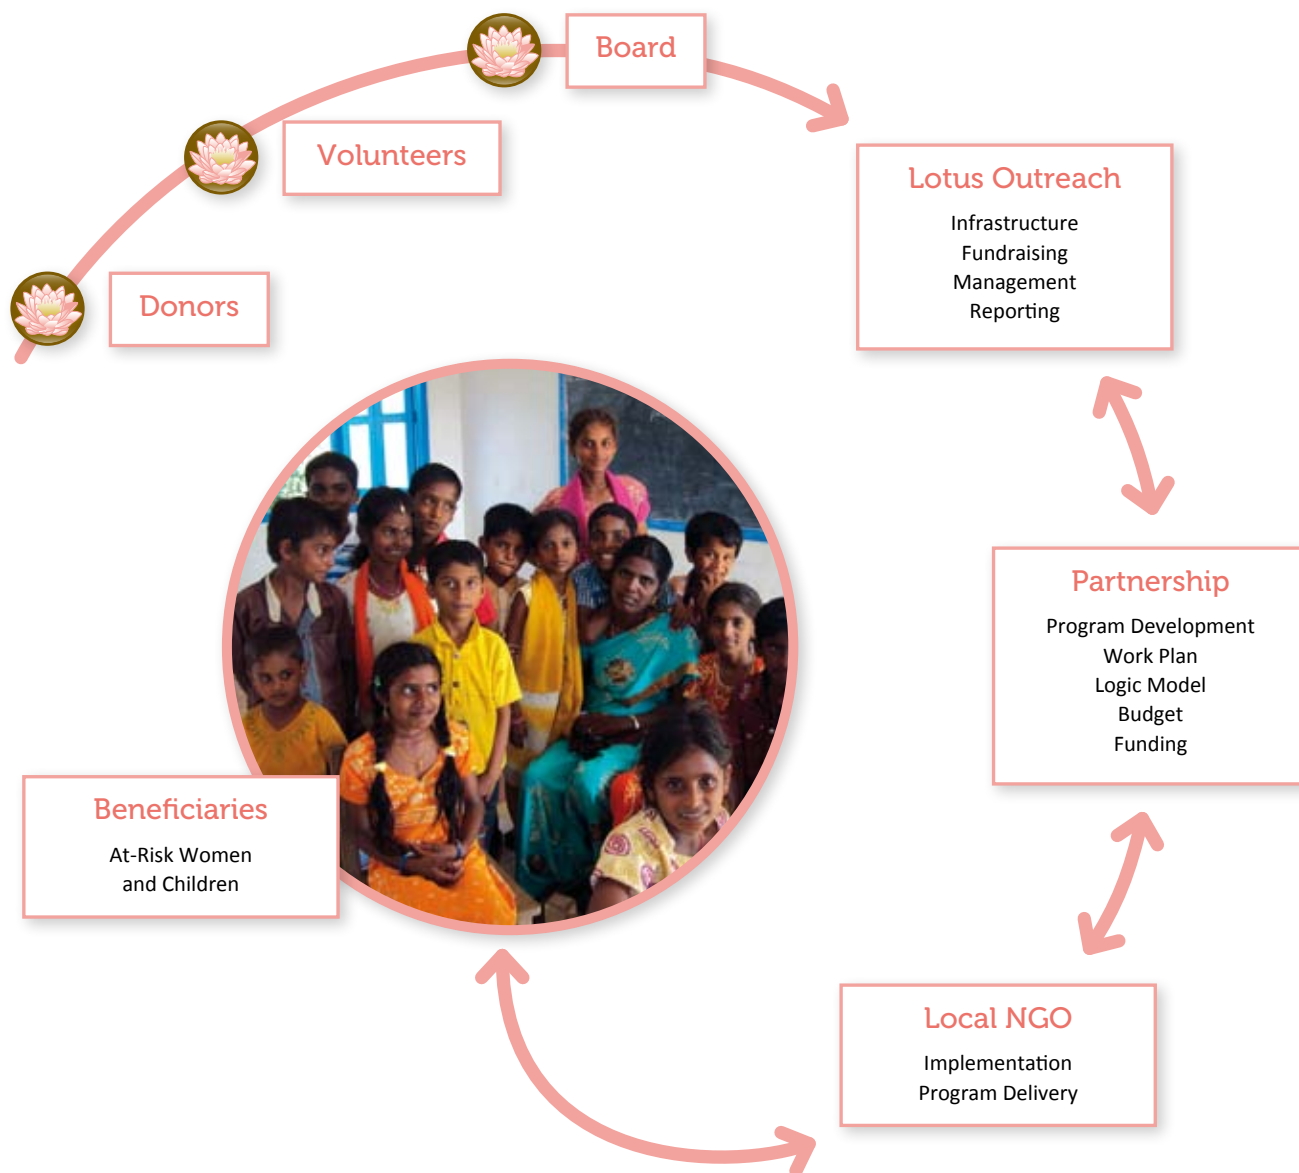 Board
Volunteers
Donors
Lotus Outreach
Infrastructure
Fundraising
Management
Reporting
Partnership
Program Development
Work Plan
Logic Model
Budget
Funding
Local NGO
Implementation
Program Delivery
Beneficiaries
At-Risk Women
and Children